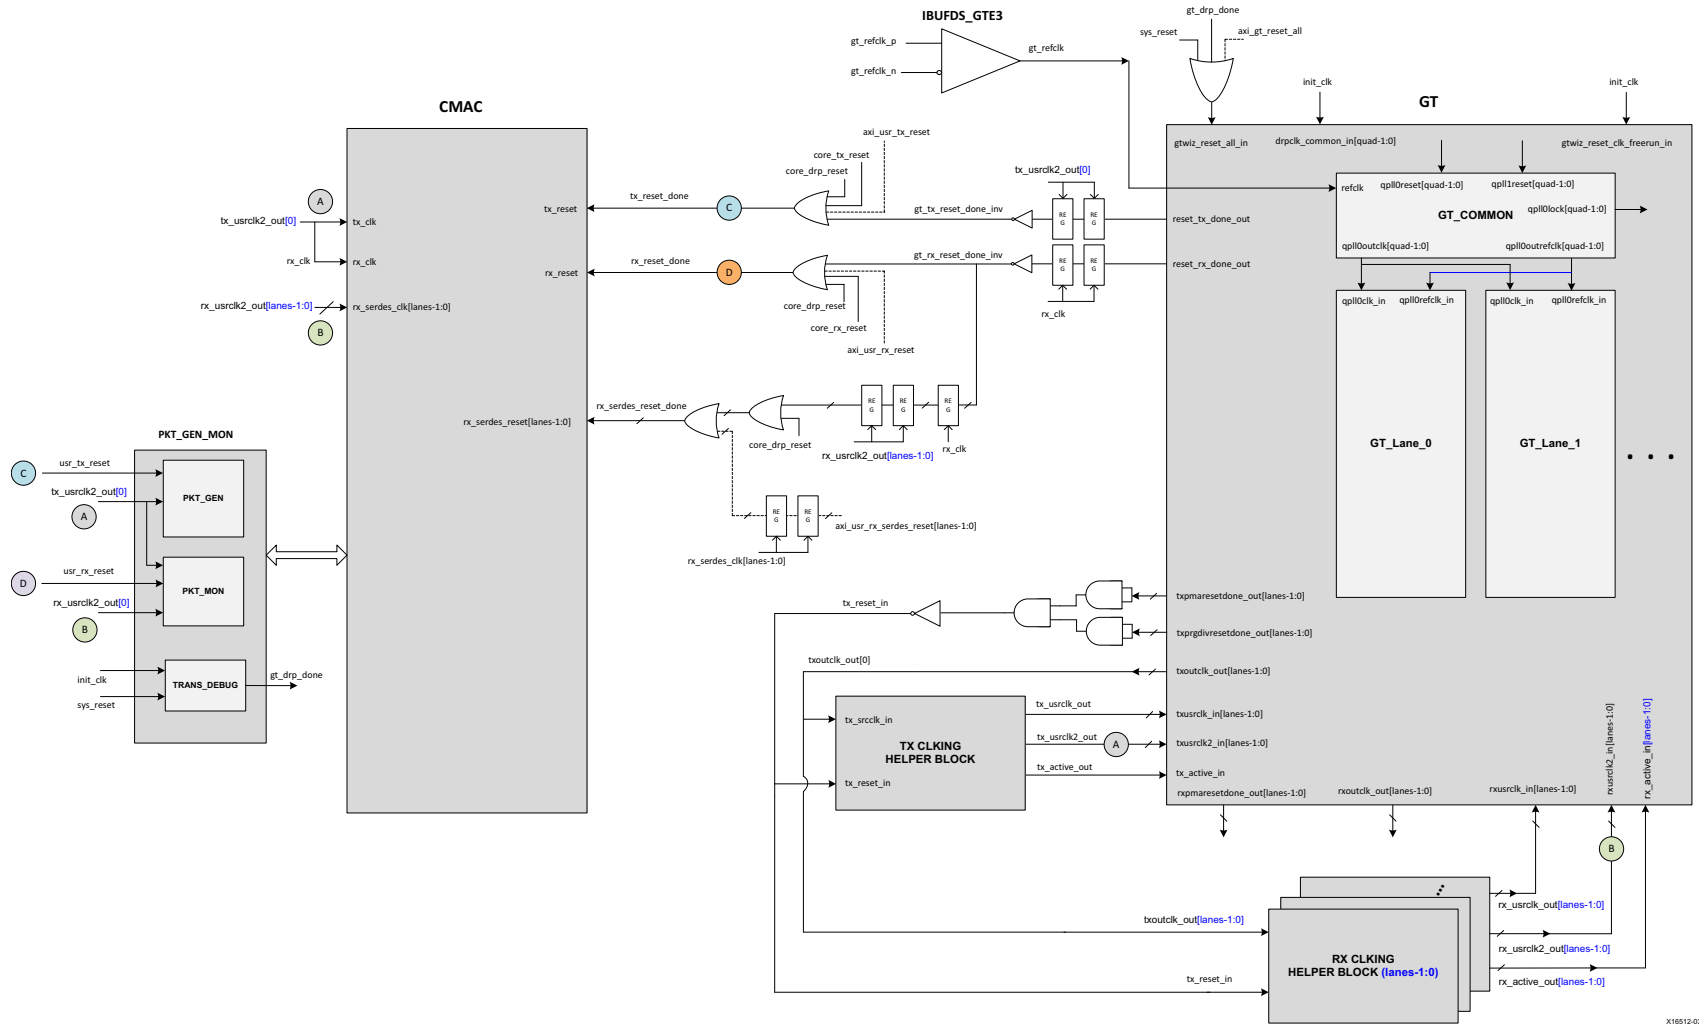 IBUFDS_GTE3
gt_refclk_p
gt_refclk_n
gt_refclk
gt_drp_done
sys_reset
axi_gt_reset_all
init_clk
GT
init_clk
CMAC
axi_usr_tx_reset
core_tx_reset
core_drp_reset
tx_reset_done
C
tx_reset
gt_tx_reset_done_inv
tx_usrclk2_out[0]
RE
G
RE
G
reset_tx_done_out
gtwiz_reset_all_in
drpclk_common_in[quad-1:0]
gtwiz_reset_clk_freerun_in
refclk
qpll0reset[quad-1:0]
qpll1reset[quad-1:0]
GT_COMMON
qpll0lock[quad-1:0]
qpll0outclk[quad-1:0]
qpll0outrefclk[quad-1:0]
A
tx_usrclk2_out[0]
tx_clk
rx_clk
rx_clk
rx_usrclk2_out[lanes-1:0]
rx_serdes_clk[lanes-1:0]
B
rx_reset
rx_reset_done
D
gt_rx_reset_done_inv
core_drp_reset
core_rx_reset
axi_usr_rx_reset
RE
G
RE
G
rx_clk
reset_rx_done_out
qpll0clk_in
qpll0refclk_in
qpll0clk_in
qpll0refclk_in
GT_Lane_0
GT_Lane_1
rx_serdes_reset[lanes-1:0]
rx_serdes_reset_done
core_drp_reset
RE
G
RE
G
RE
G
rx_usrclk2_out[lanes-1:0]
rx_clk
RE
G
RE
G
axi_usr_rx_serdes_reset[lanes-1:0]
rx_serdes_clk[lanes-1:0]
PKT_GEN_MON
C
usr_tx_reset
tx_usrclk2_out[0]
A
PKT_GEN
D
usr_rx_reset
rx_usrclk2_out[0]
B
PKT_MON
init_clk
sys_reset
TRANS_DEBUG
gt_drp_done
tx_reset_in
txpmaresetdone_out[lanes-1:0]
txprgdivresetdone_out[lanes-1:0]
txoutclk_out[0]
txoutclk_out[lanes-1:0]
tx_srcclk_in
TX CLKING
HELPER BLOCK
tx_reset_in
tx_usrclk_out
tx_usrclk2_out
A
tx_active_out
txusrclk_in[lanes-1:0]
txusrclk2_in[lanes-1:0]
tx_active_in
rxpmaresetdone_out[lanes-1:0]
rxoutclk_out[lanes-1:0]
rxusrclk_in[lanes-1:0]
rxusrclk2_in[lanes-1:0]
rx_active_in[lanes-1:0]
B
txoutclk_out[lanes-1:0]
tx_reset_in
RX CLKING
HELPER BLOCK (lanes-1:0)
rx_usrclk_out[lanes-1:0]
rx_usrclk2_out[lanes-1:0]
rx_active_out[lanes-1:0]